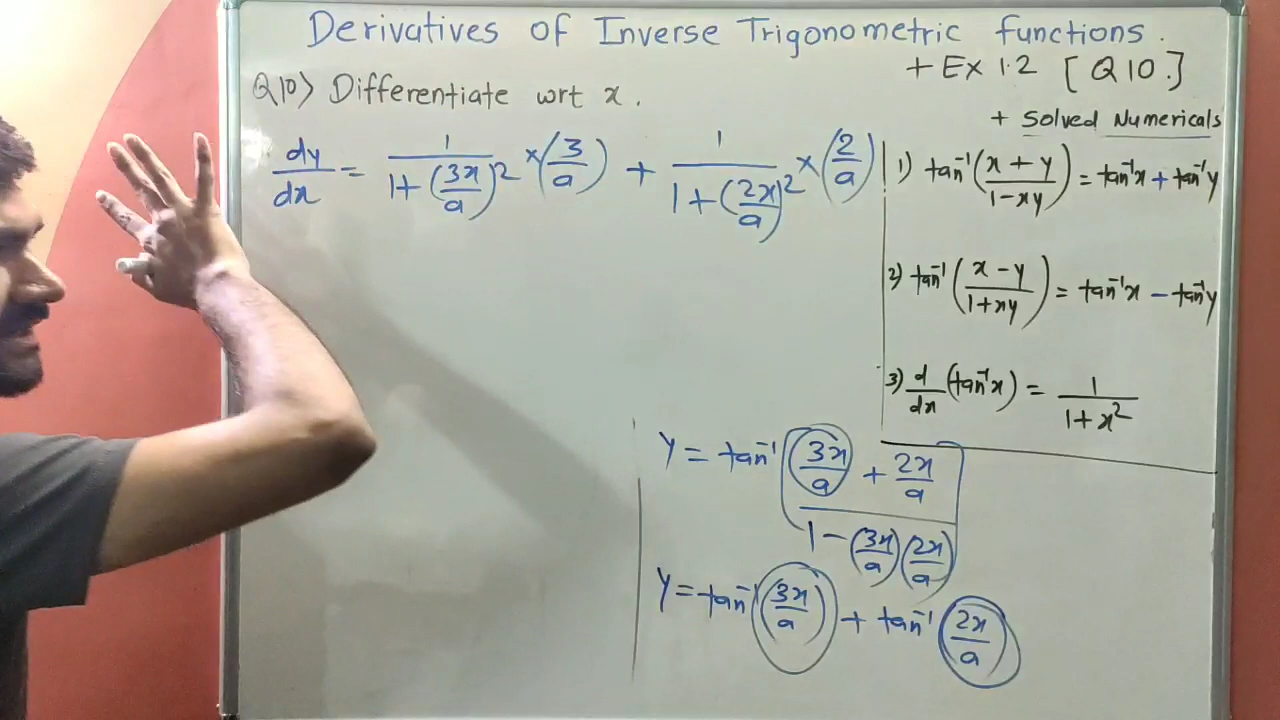 Derivatives of Inverse Trigonometric functions.
+ Ex 1.2 [Q10.]
Q10> Differentiate wrt x.
+ Solved Numericals
dy/dx = 1/(1+(3x/a)²) × (3/a) + 1/(1+(2x/a)²) × (2/a)
1) tan⁻¹((x+y)/(1-xy)) = tan⁻¹x + tan⁻¹y
2) tan⁻¹((x-y)/(1+xy)) = tan⁻¹x - tan⁻¹y
3) d/dx (tan⁻¹x) = 1/(1+x²)
y = tan⁻¹[(3x/a + 2x/a)/(1-(3x/a)(2x/a))]
y = tan⁻¹(3x/a) + tan⁻¹(2x/a)